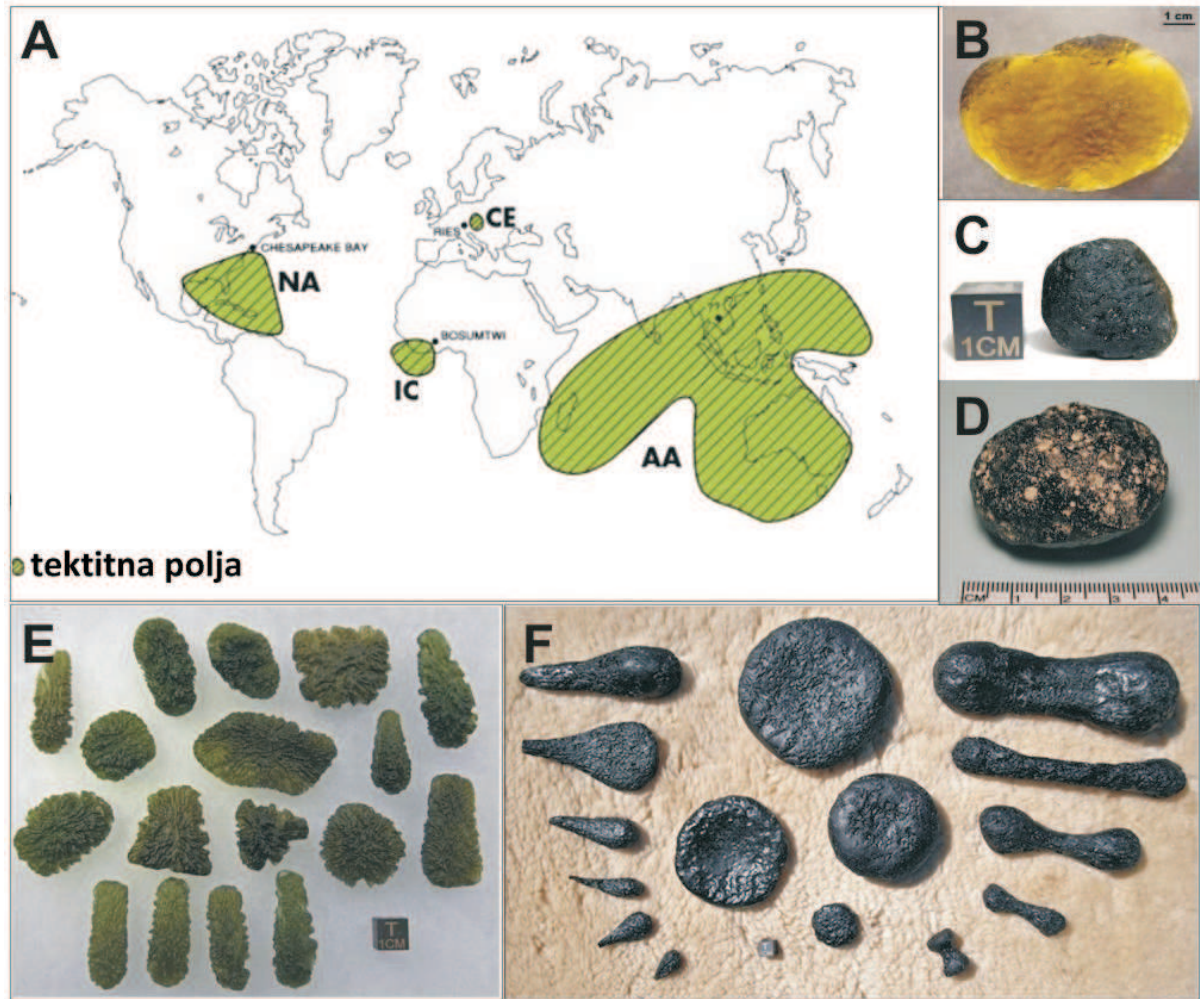 A
CHESAPEAKE BAY
NA
RIES
CE
BOSUMTWI
IC
??
AA
tektitna polja
B
1 cm
C
T
1CM
D
CM 1 2 3 4
E
T
1CM
F